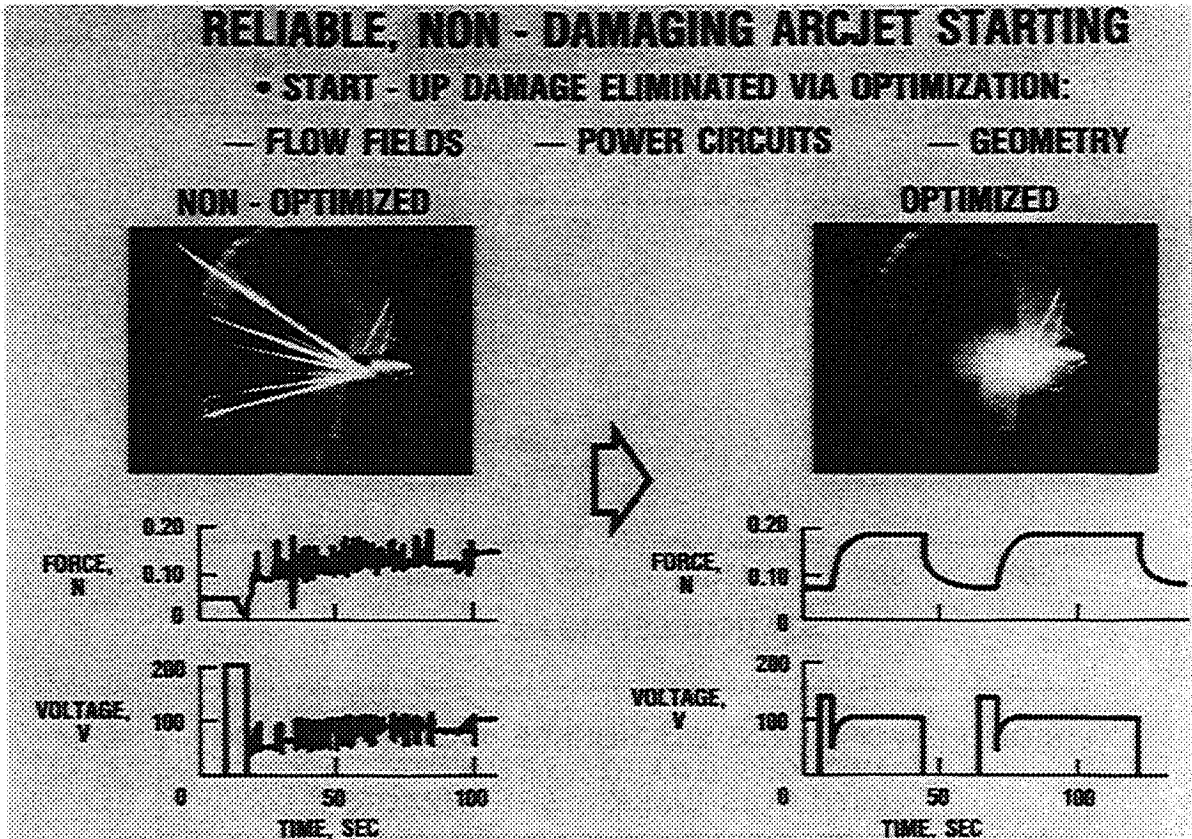 RELIABLE, NON - DAMAGING ARCJET STARTING
• START - UP DAMAGE ELIMINATED VIA OPTIMIZATION:
— FLOW FIELDS — POWER CIRCUITS — GEOMETRY
NON - OPTIMIZED
OPTIMIZED
FORCE, N
0.20
0.10
0
VOLTAGE, V
200
100
0 50 100
TIME, SEC
FORCE, N
0.20
0.10
0
VOLTAGE, V
200
100
0 50 100
TIME, SEC